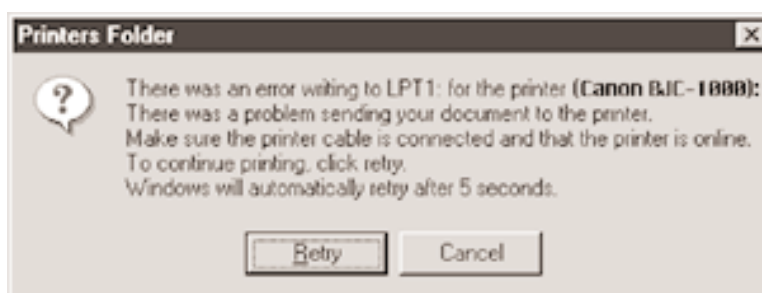 Printers Folder
There was an error writing to LPT1: for the printer (Canon BJC-1000):
There was a problem sending your document to the printer.
Make sure the printer cable is connected and that the printer is online.
To continue printing, click retry.
Windows will automatically retry after 5 seconds.
Retry Cancel